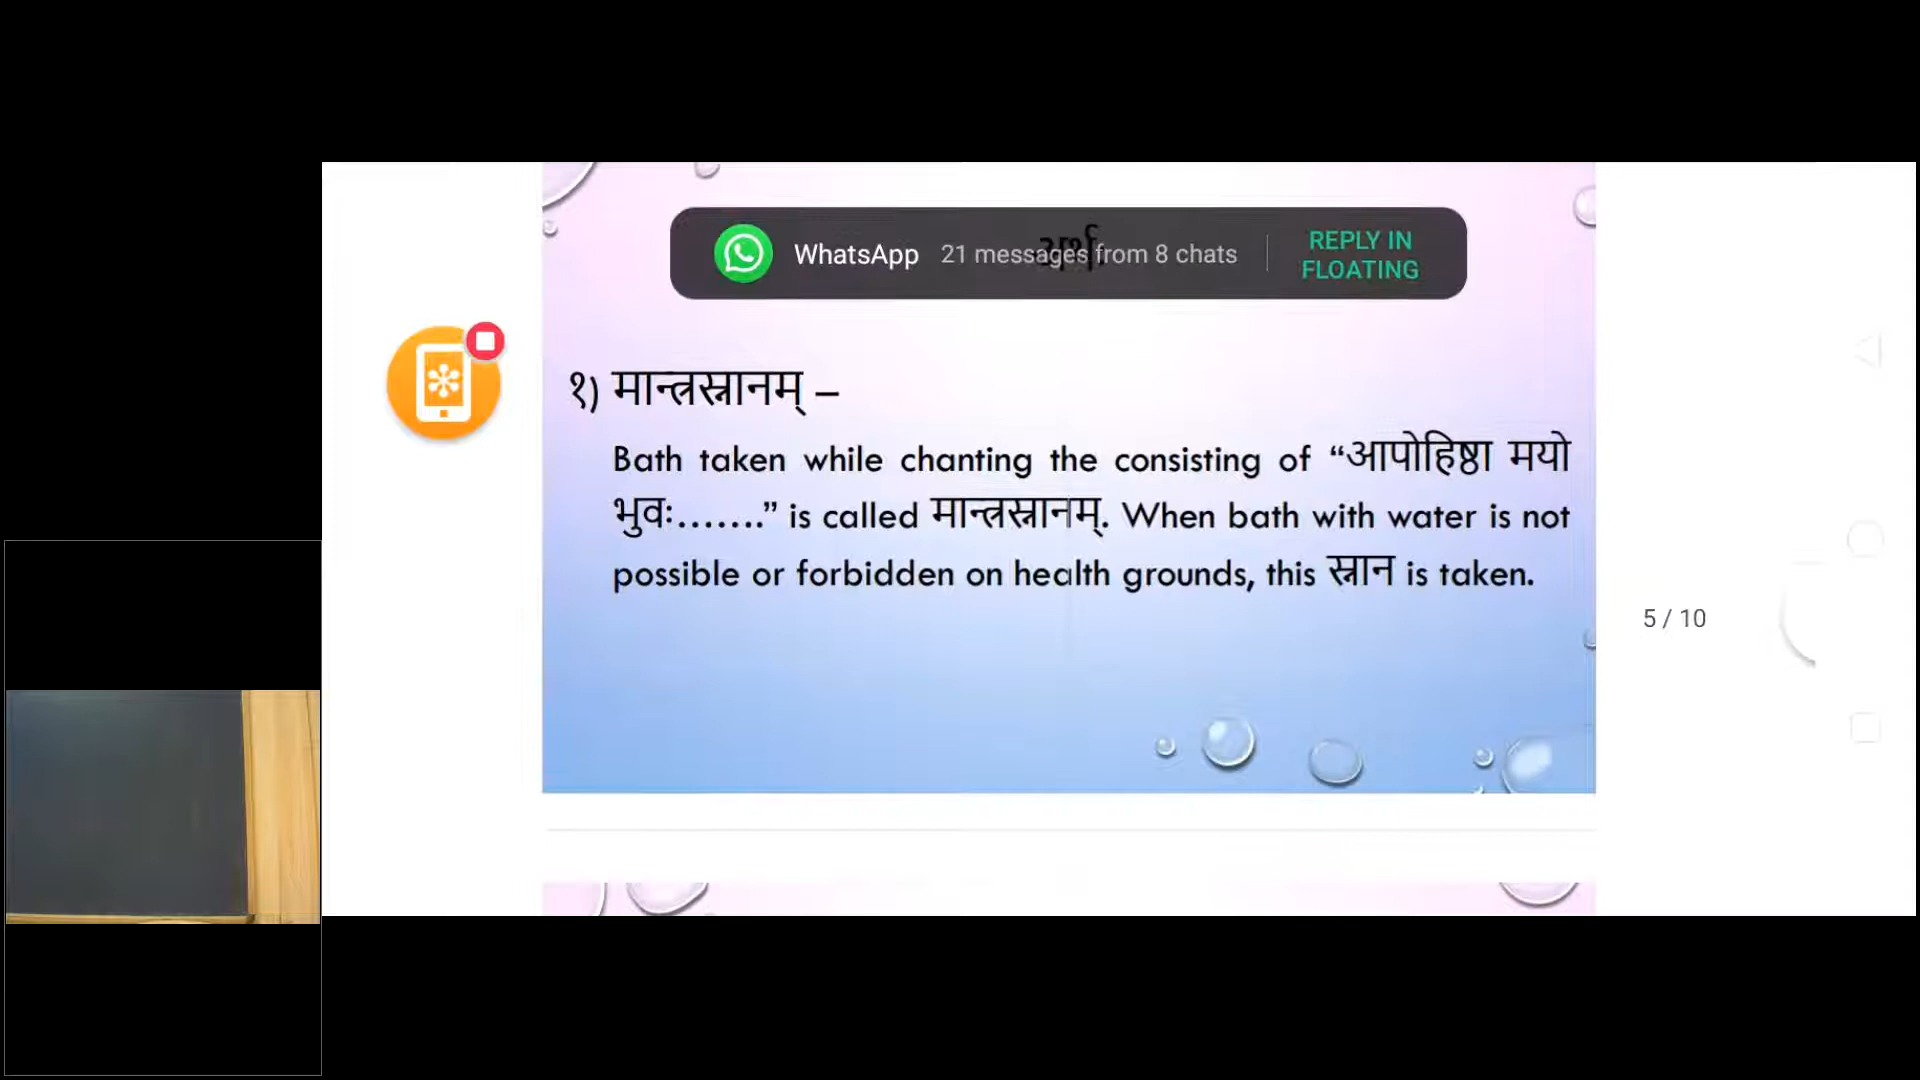 WhatsApp 21 messages from 8 chats
REPLY IN
FLOATING
१) मान्त्रस्नानम् –
Bath taken while chanting the consisting of “आपोहिष्ठा मयो
भुवः.......” is called मान्त्रस्नानम्. When bath with water is not
possible or forbidden on health grounds, this स्नान is taken.
5 / 10